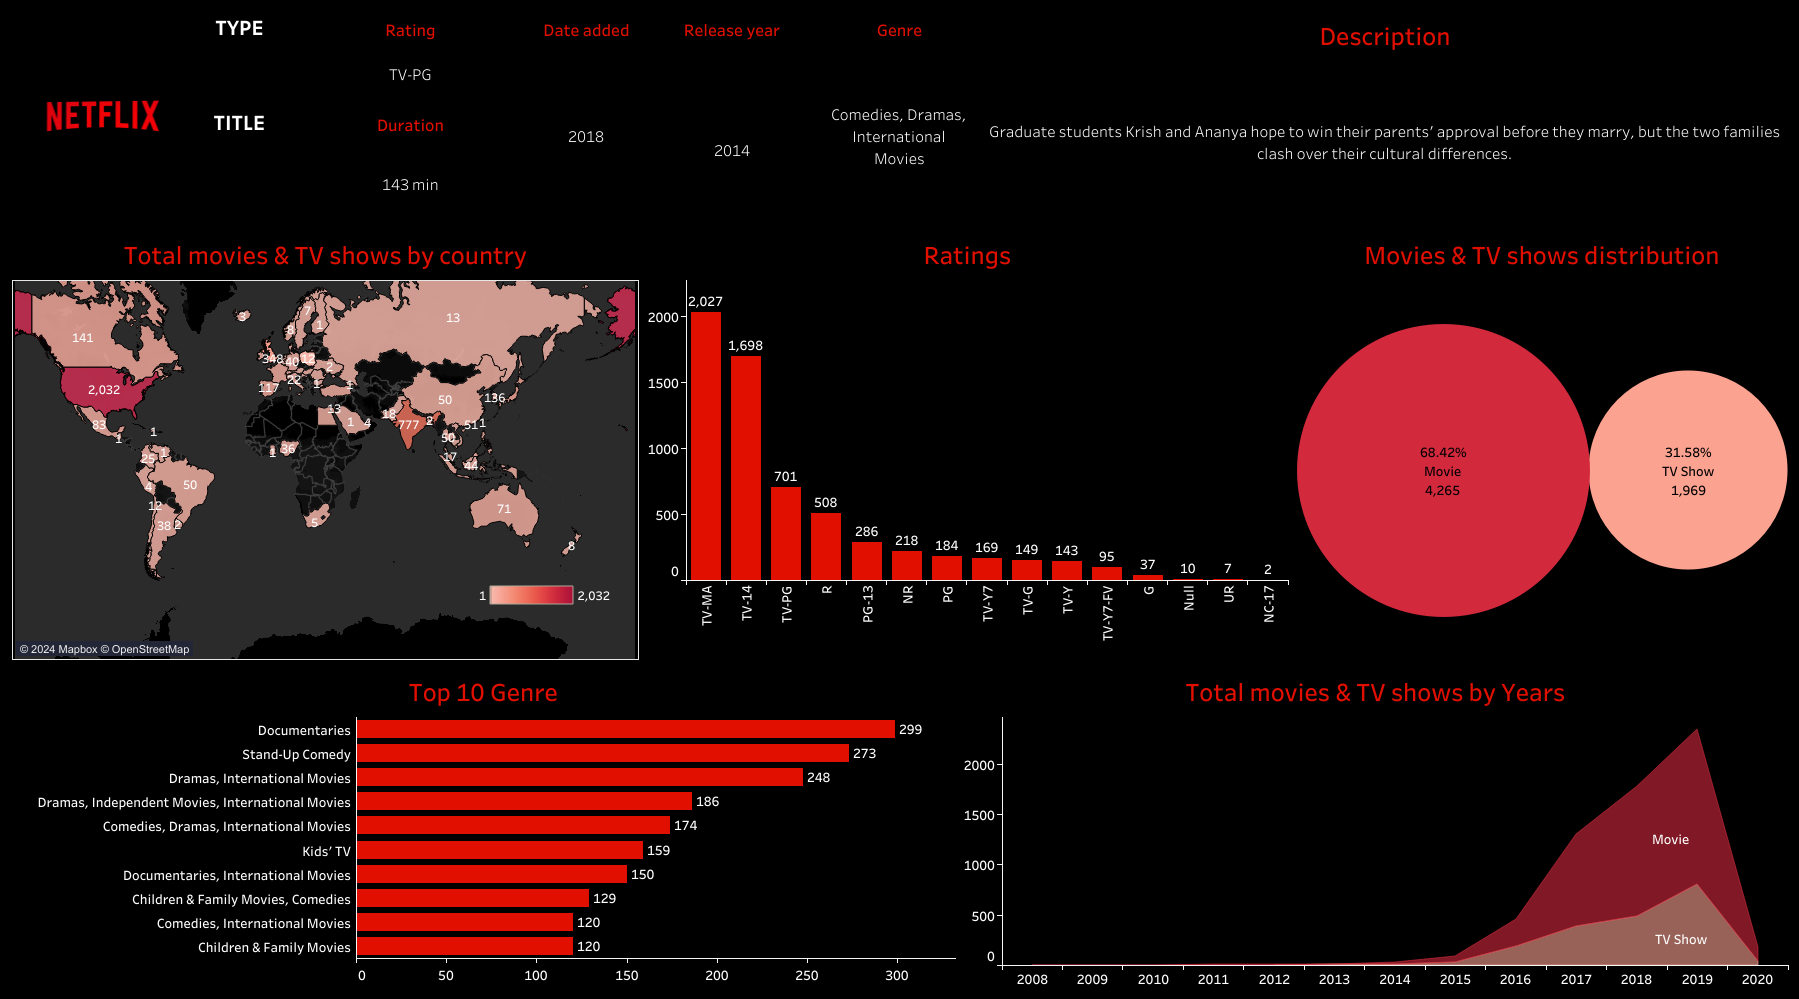 TYPE
Rating
Date added
Release year
Genre
Description
TV-PG
NETFLIX
TITLE
Duration
2018
2014
Comedies, Dramas,
International
Movies
Graduate students Krish and Ananya hope to win their parents’ approval before they marry, but the two families
clash over their cultural differences.
143 min
Total movies & TV shows by country
141
2,032
83
1
1
3
8
7
1
13
348
40
12
2
22
117
1
1
13
1
4
18
777
2
50
136
51
1
50
17
44
36
1
25
1
4
50
12
38
2
5
71
8
1
2,032
© 2024 Mapbox © OpenStreetMap
Ratings
2000
1500
1000
500
0
2,027
1,698
701
508
286
218
184
169
149
143
95
37
10
7
2
TV-MA
TV-14
TV-PG
R
PG-13
NR
PG
TV-Y7
TV-G
TV-Y
TV-Y7-FV
G
Null
UR
NC-17
Movies & TV shows distribution
68.42%
Movie
4,265
31.58%
TV Show
1,969
Top 10 Genre
Documentaries 299
Stand-Up Comedy 273
Dramas, International Movies 248
Dramas, Independent Movies, International Movies 186
Comedies, Dramas, International Movies 174
Kids’ TV 159
Documentaries, International Movies 150
Children & Family Movies, Comedies 129
Comedies, International Movies 120
Children & Family Movies 120
0 50 100 150 200 250 300
Total movies & TV shows by Years
2000
1500
1000
500
0
Movie
TV Show
2008 2009 2010 2011 2012 2013 2014 2015 2016 2017 2018 2019 2020